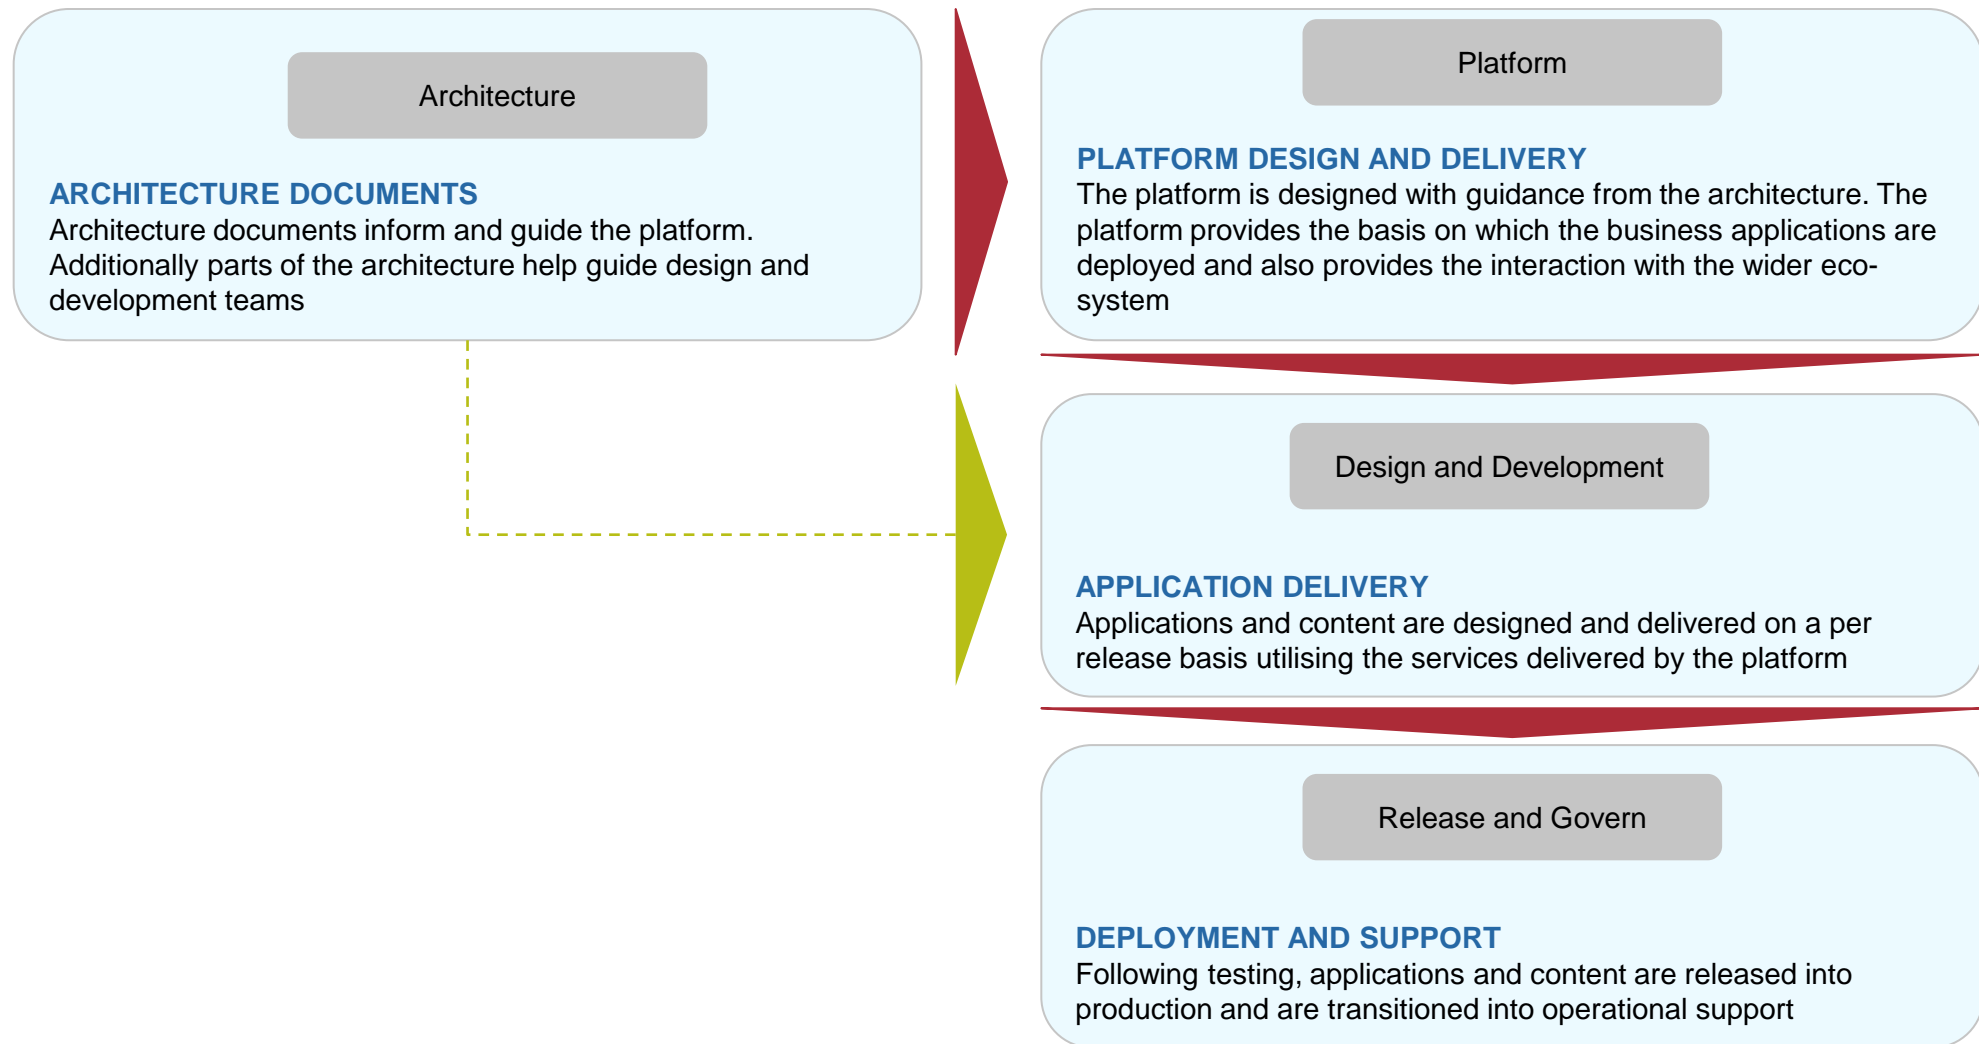 Architecture
ARCHITECTURE DOCUMENTS
Architecture documents inform and guide the platform.
Additionally parts of the architecture help guide design and
development teams
Platform
PLATFORM DESIGN AND DELIVERY
The platform is designed with guidance from the architecture. The
platform provides the basis on which the business applications are
deployed and also provides the interaction with the wider eco-
system
Design and Development
APPLICATION DELIVERY
Applications and content are designed and delivered on a per
release basis utilising the services delivered by the platform
Release and Govern
DEPLOYMENT AND SUPPORT
Following testing, applications and content are released into
production and are transitioned into operational support